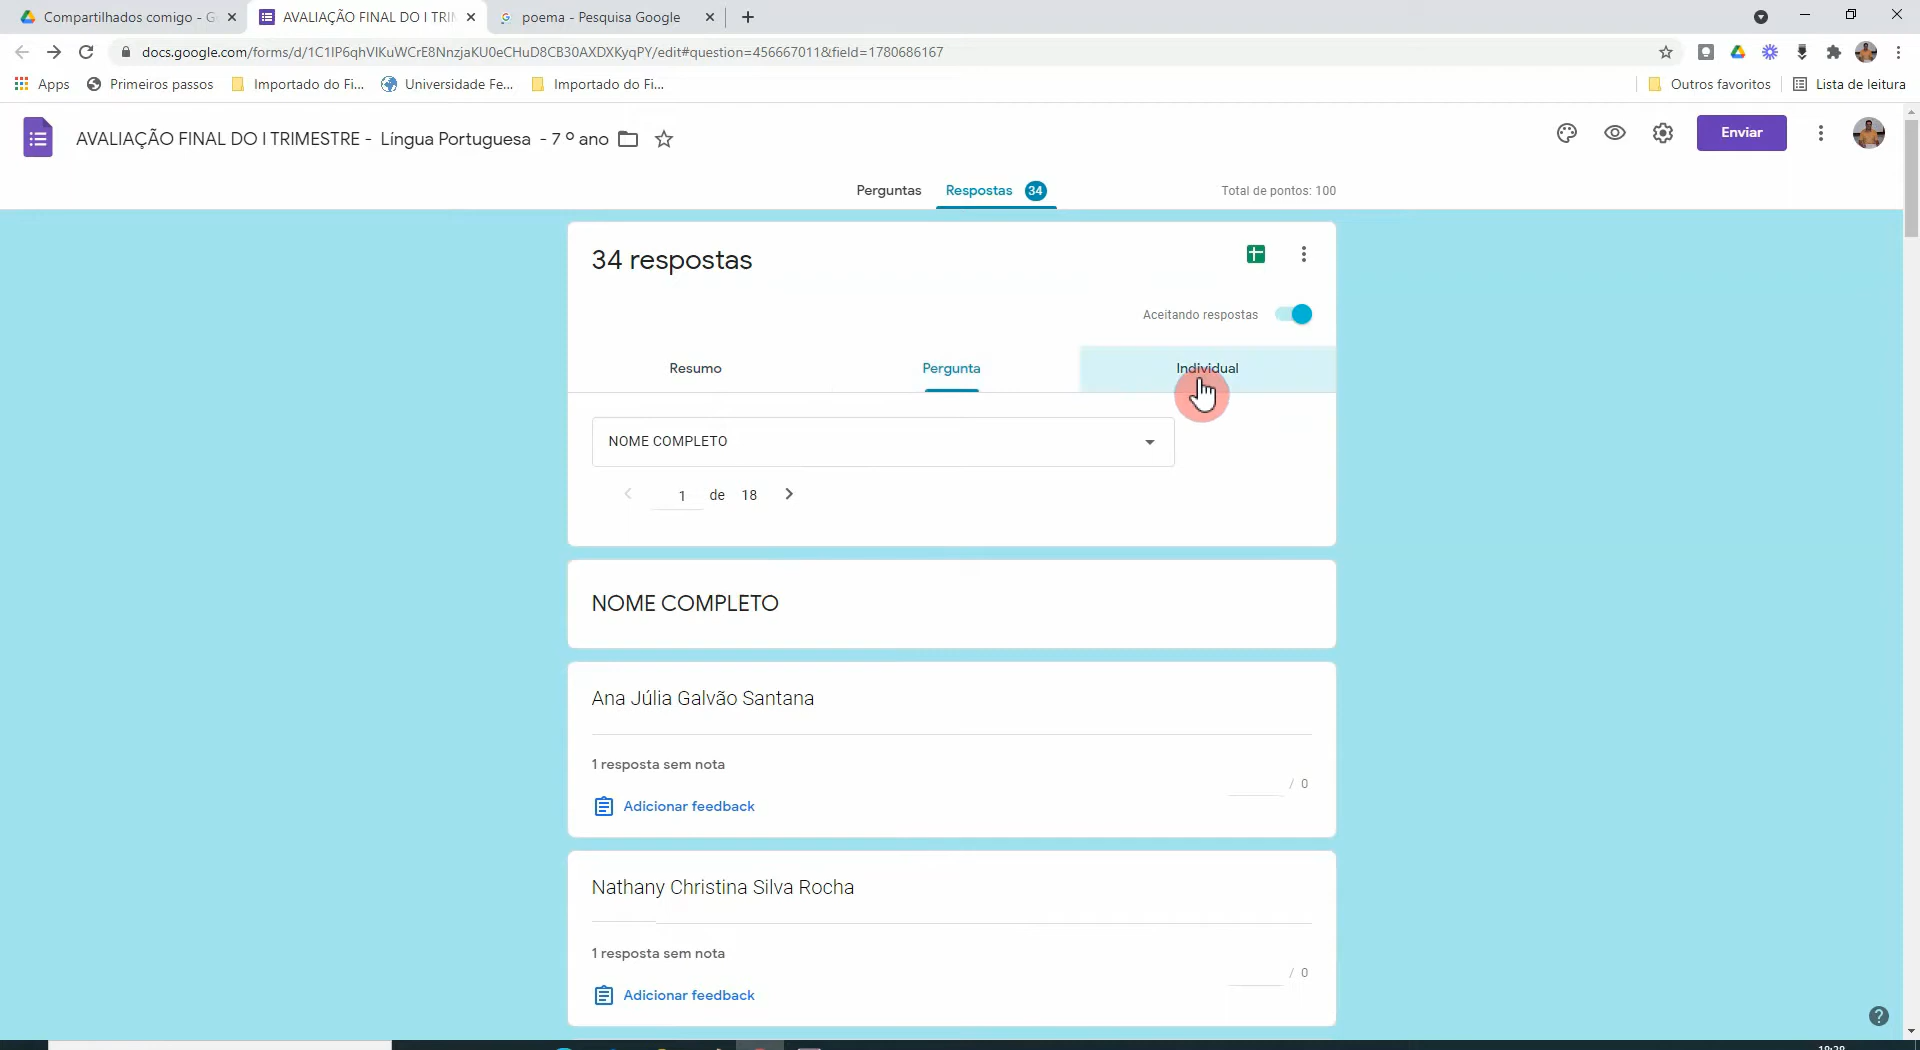 Compartilhados comigo - G
AVALIAÇÃO FINAL DO I TRIM
poema - Pesquisa Google
docs.google.com/forms/d/1C1IP6qhVIKuWCrE8NnzjaKU0eCHuD8CB30AXDXKyqPY/edit#question=456667011&field=1780686167
Apps
Primeiros passos
Importado do Fi...
Universidade Fe...
Importado do Fi...
Outros favoritos
Lista de leitura
AVALIAÇÃO FINAL DO I TRIMESTRE - Língua Portuguesa - 7 º ano
Enviar
Perguntas
Respostas 34
Total de pontos: 100
34 respostas
Aceitando respostas
Resumo
Pergunta
Individual
NOME COMPLETO
1 de 18
NOME COMPLETO
Ana Júlia Galvão Santana
1 resposta sem nota
/ 0
Adicionar feedback
Nathany Christina Silva Rocha
1 resposta sem nota
/ 0
Adicionar feedback